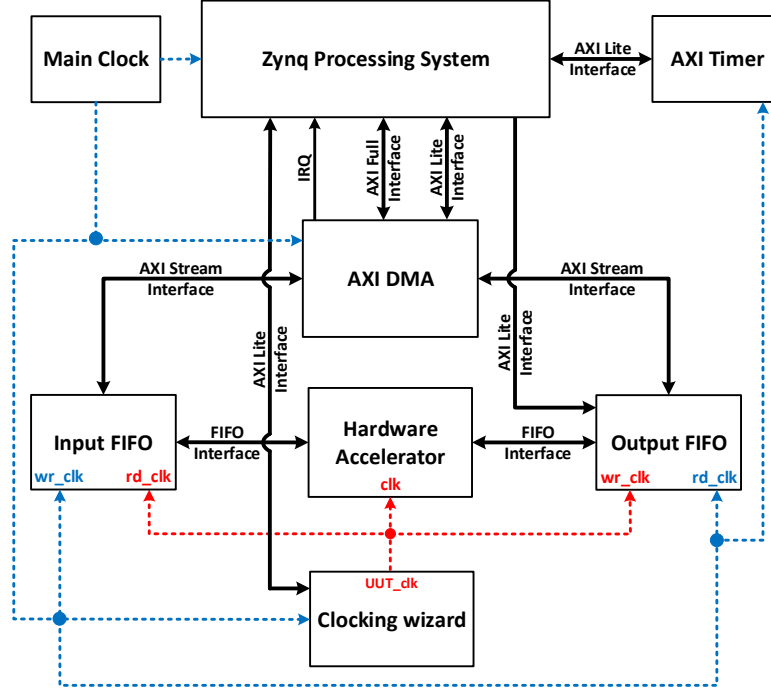 Main Clock
Zynq Processing System
AXI Lite
Interface
AXI Timer
IRQ
AXI Full
Interface
AXI Lite
Interface
AXI DMA
AXI Stream
Interface
AXI Stream
Interface
AXI Lite
Interface
AXI Lite
Interface
Input FIFO
wr_clk
rd_clk
FIFO
Interface
Hardware
Accelerator
clk
FIFO
Interface
Output FIFO
wr_clk
rd_clk
UUT_clk
Clocking wizard